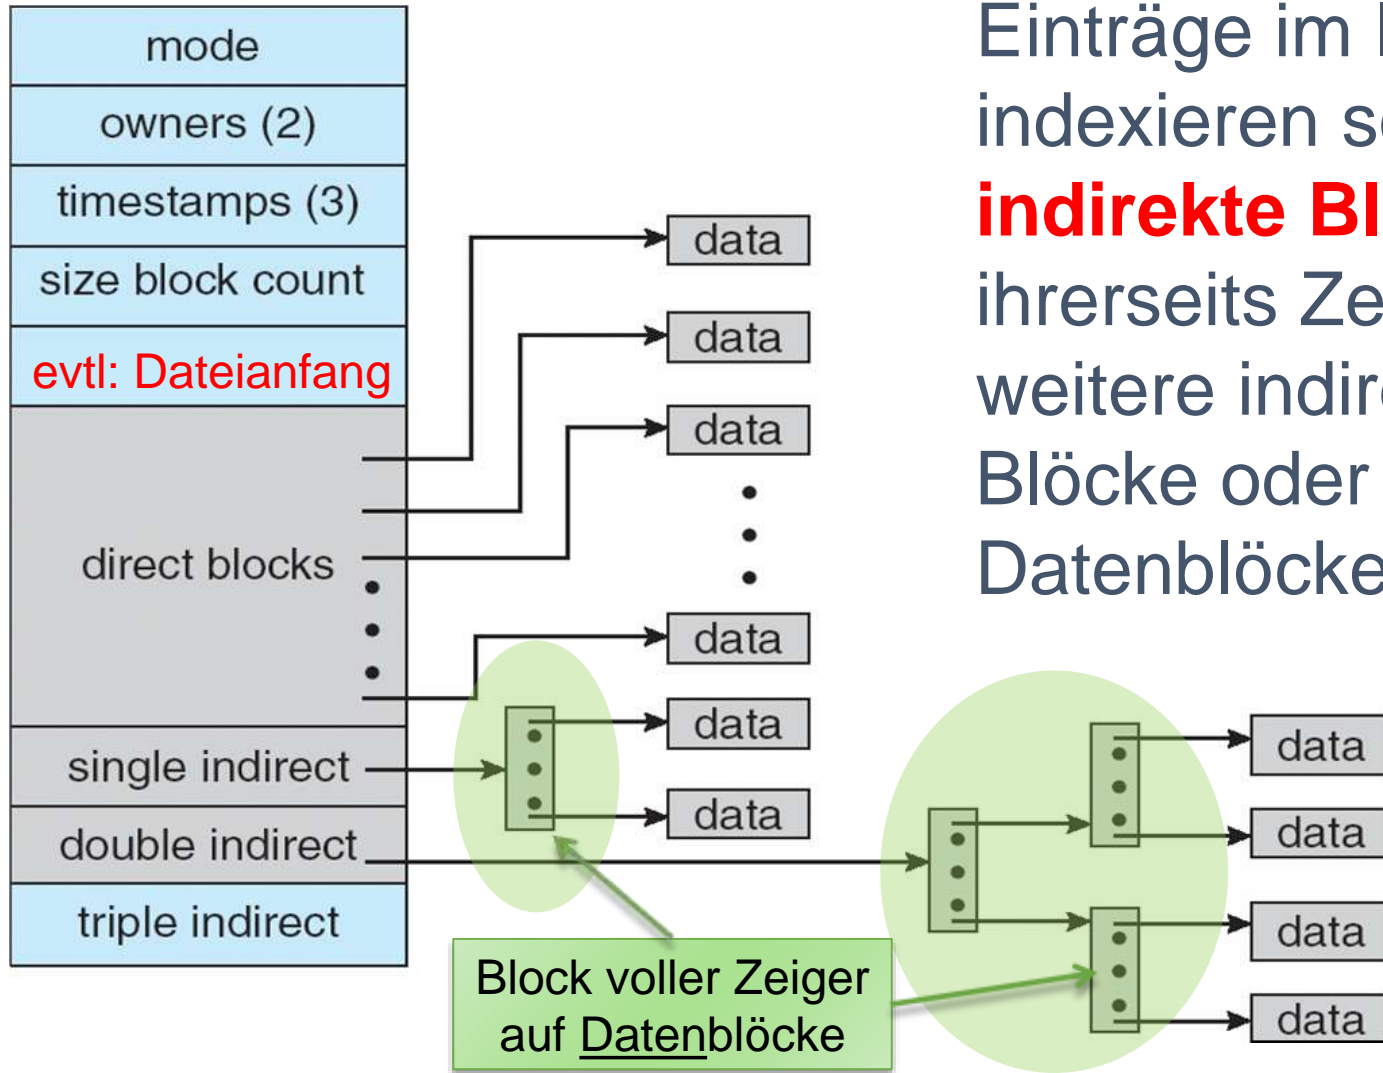 mode
owners (2)
timestamps (3)
size block count
evtl: Dateianfang
direct blocks
single indirect
double indirect
triple indirect
data
data
data
data
data
data
Block voller Zeiger
auf Datenblöcke
Einträge im
indexieren
indirekte
ihrerseits
weitere
Blöcke oder
Datenblöcke
data
data
data
data